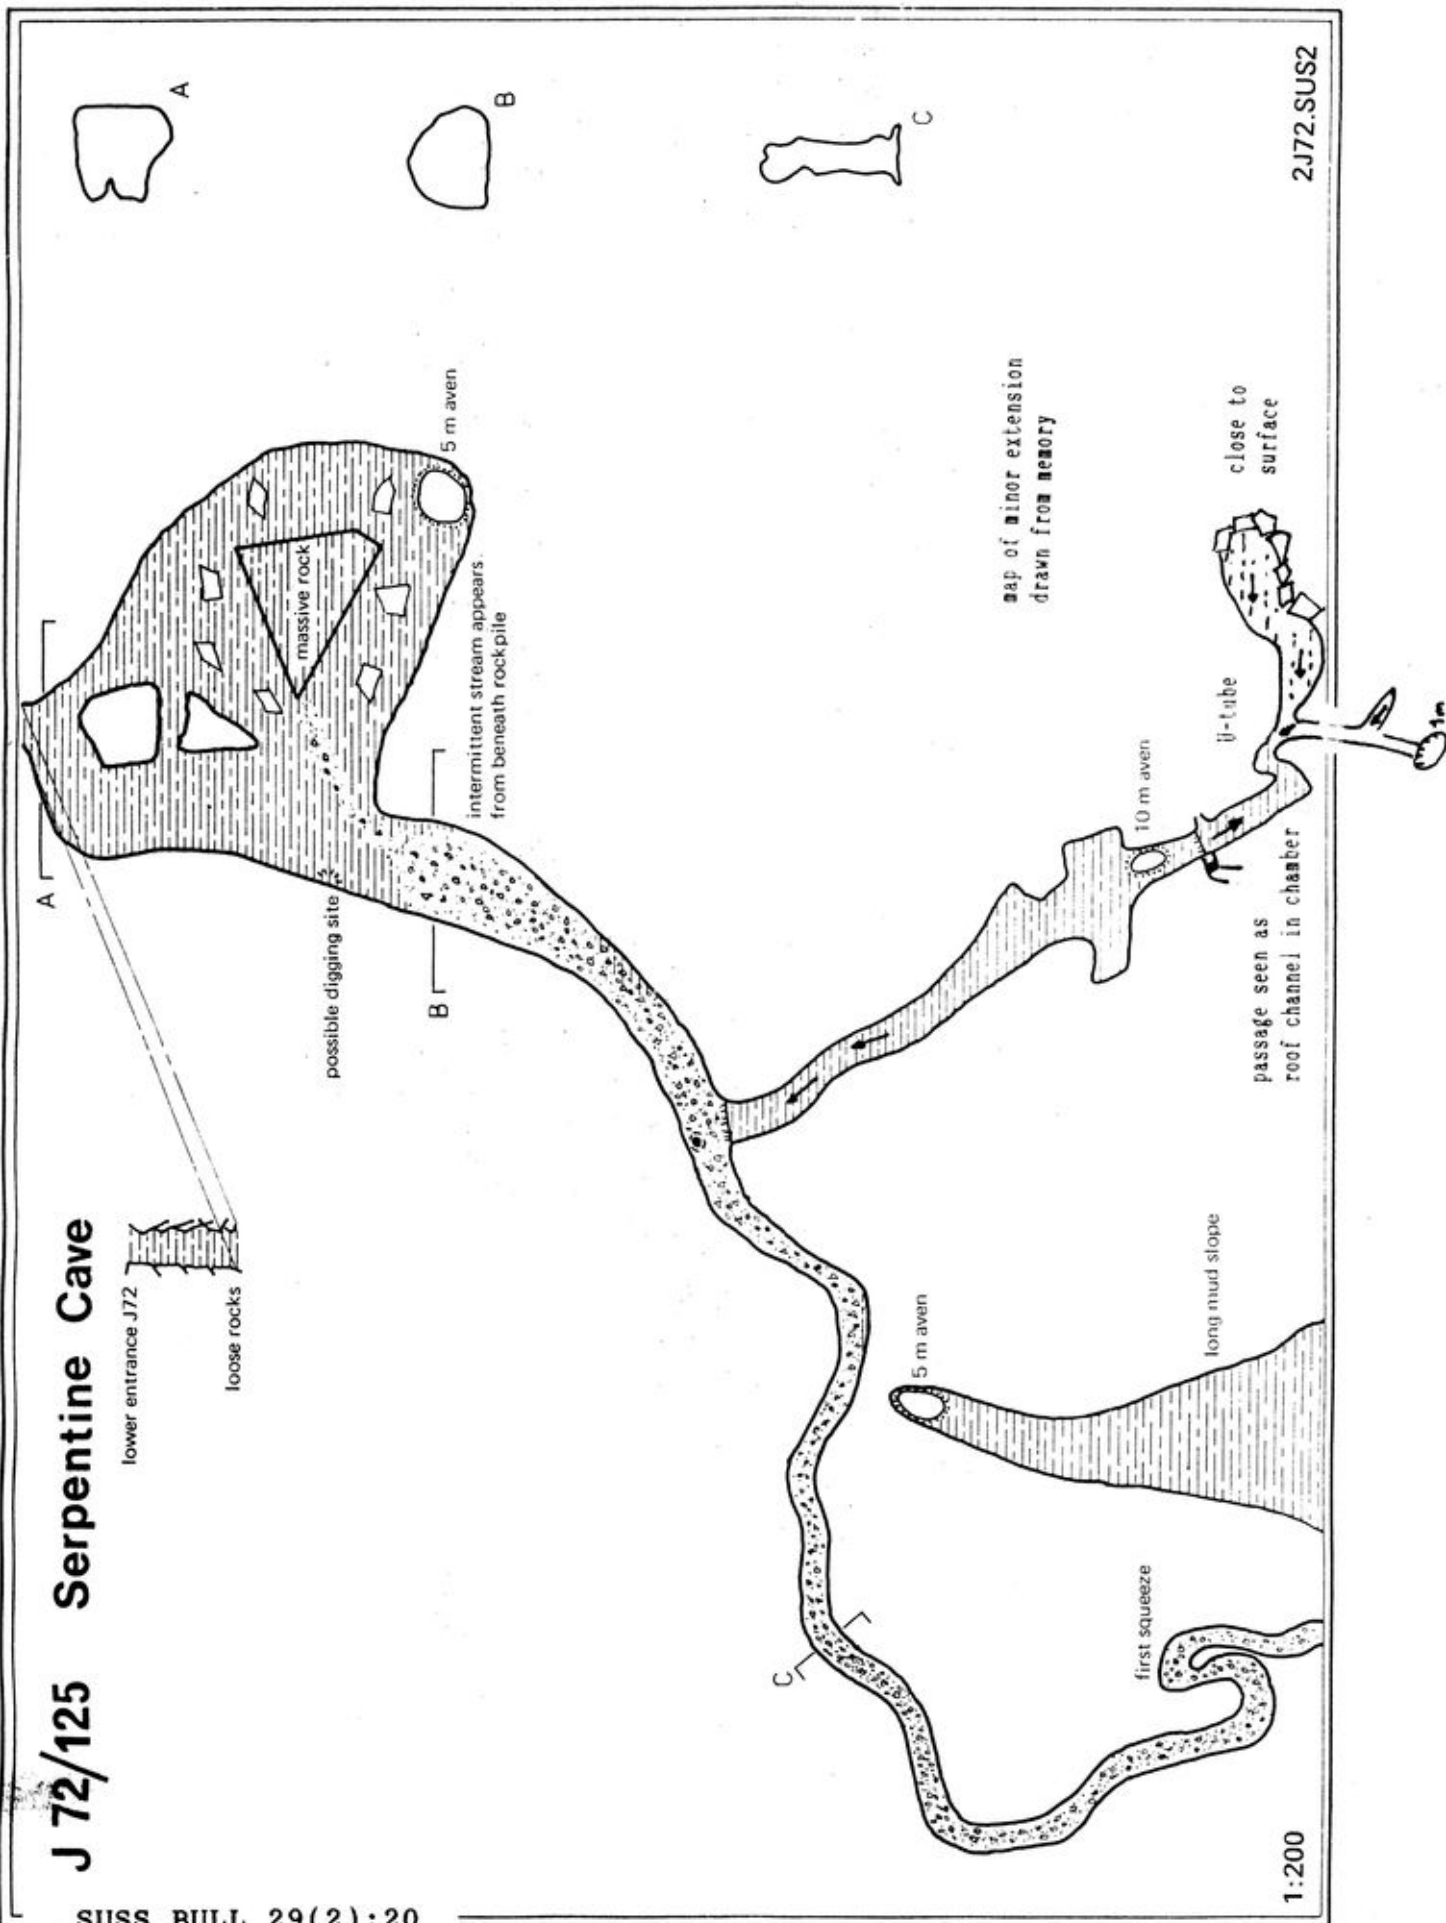 J 72/125 Serpentine Cave
lower entrance J72
loose rocks
A
A
possible digging site
massive rock
5 m aven
B
B
intermittent stream appears
from beneath rockpile
C
C
map of minor extension
drawn from memory
close to
surface
U-tube
10 m aven
1m
passage seen as
roof channel in chamber
5 m aven
long mud slope
first squeeze
1:200
2J72.SUS2
SUSS BULL 29(2):20